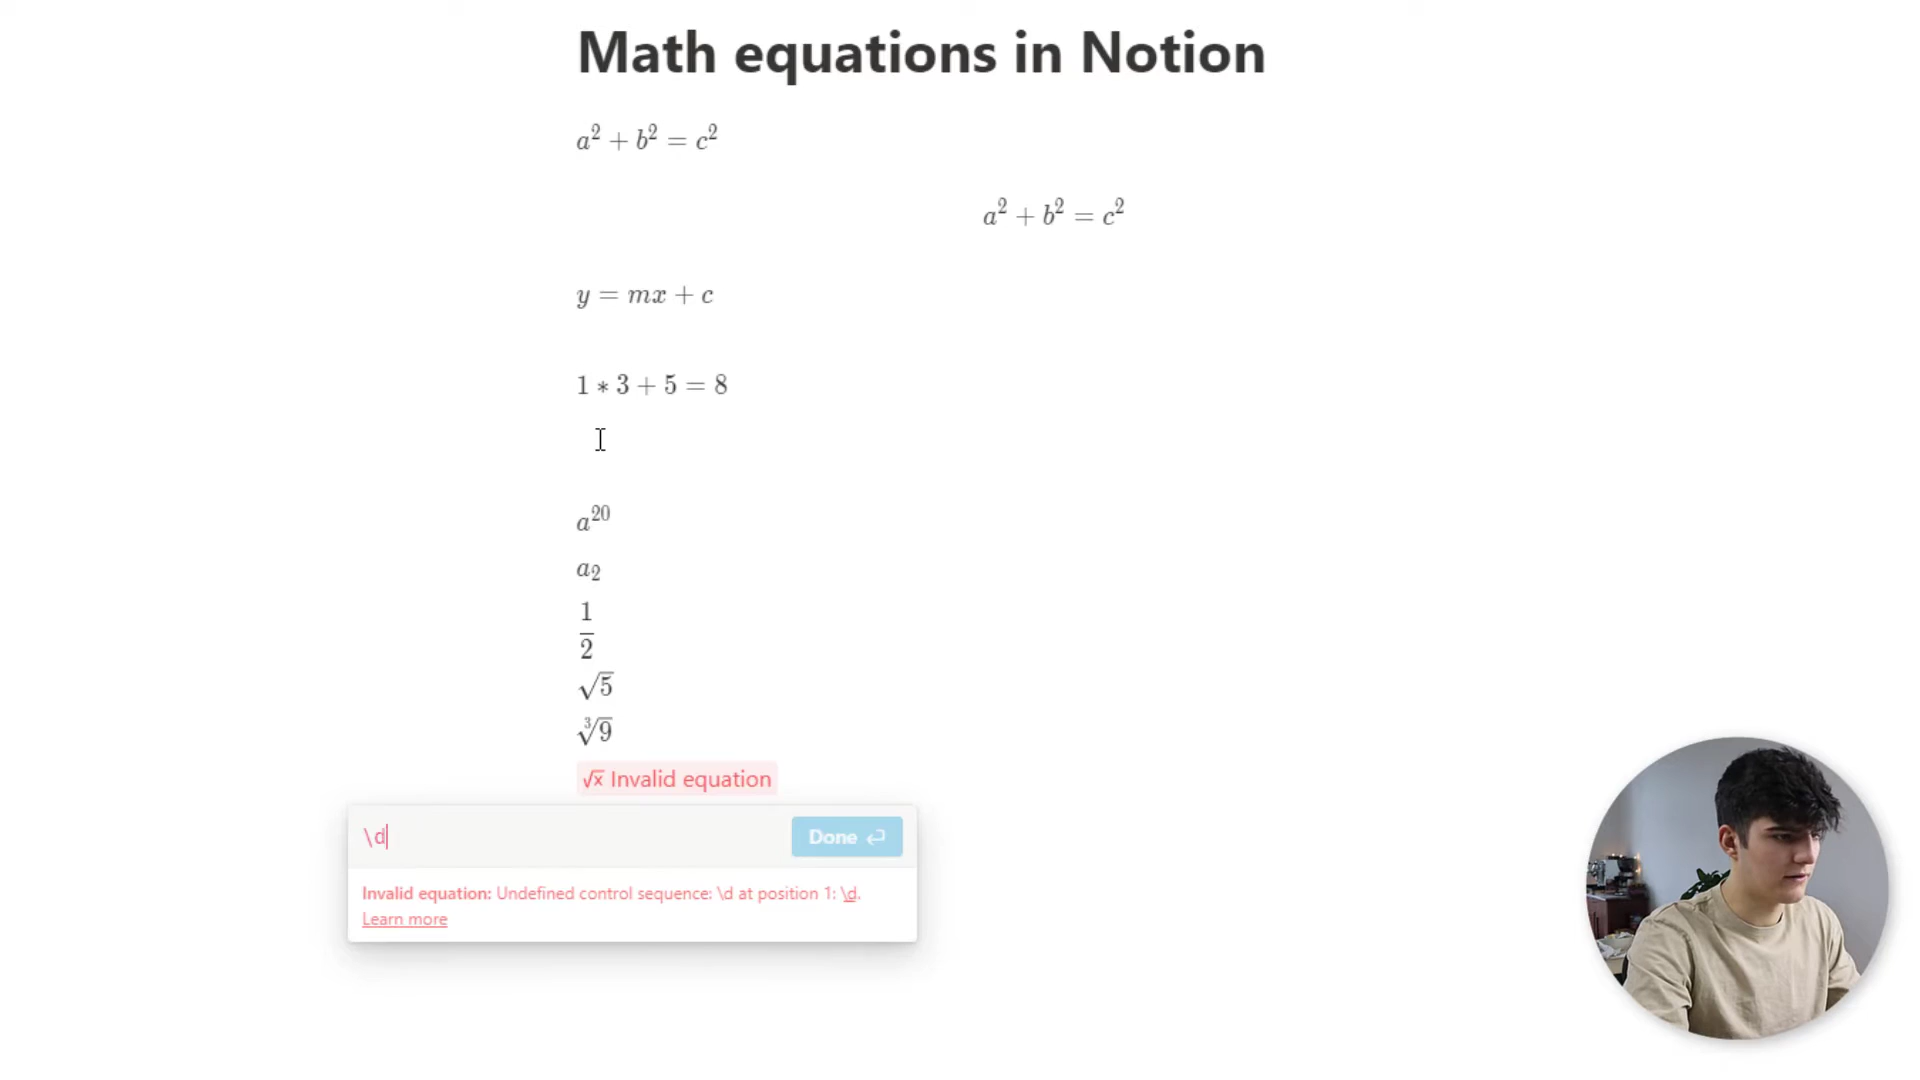 Math equations in Notion
a² + b² = c²
a² + b² = c²
y = mx + c
1 ∗ 3 + 5 = 8
a²⁰
a₂
1
2
√5
∛9
√x Invalid equation
\d
Done ↵
Invalid equation: Undefined control sequence: \d at position 1: \d.
Learn more